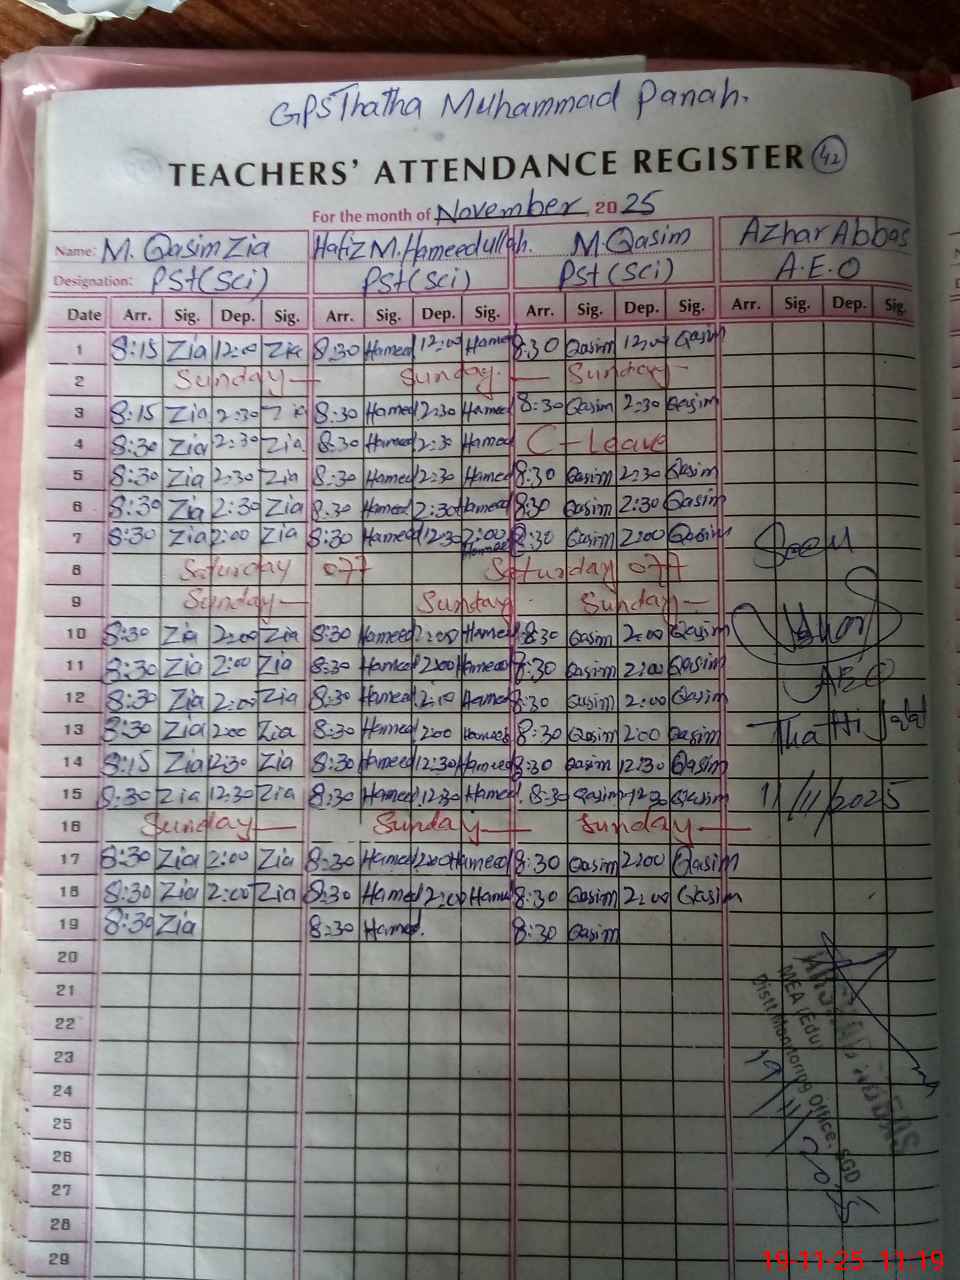 GPS Thatha Muhammad Panah.
TEACHERS' ATTENDANCE REGISTER 42
For the month of November, 2025
Name: M. Qasim Zia Hafiz M. Hameedullah. M. Qasim Azhar Abbas
Designation: PSt (Sci) PSt (Sci) PSt (Sci) A.E.O
Date Arr. Sig. Dep. Sig. Arr. Sig. Dep. Sig. Arr. Sig. Dep. Sig. Arr. Sig. Dep. Sig.
1 8:15 Zia 12:00 Zia 8:30 Hameed 12:00 Hameed 8:30 Qasim 12:00 Qasim
2 Sunday Sunday Sunday
3 8:15 Zia 2:30 Zia 8:30 Hameed 2:30 Hameed 8:30 Qasim 2:30 Qasim
4 8:30 Zia 2:30 Zia 8:30 Hameed 2:30 Hameed C-Leave
5 8:30 Zia 2:30 Zia 8:30 Hameed 2:30 Hameed 8:30 Qasim 2:30 Qasim
6 8:30 Zia 2:30 Zia 8:30 Hameed 2:30 Hameed 8:30 Qasim 2:30 Qasim
7 8:30 Zia 2:00 Zia 8:30 Hameed 12:30 2:00 Hameed 8:30 Qasim 2:00 Qasim Seen
8 Saturday off Saturday off
9 Sunday Sunday Sunday
10 8:30 Zia 2:00 Zia 8:30 Hameed 2:00 Hameed 8:30 Qasim 2:00 Qasim
11 8:30 Zia 2:00 Zia 8:30 Hameed 2:00 Hameed 8:30 Qasim 2:00 Qasim AEO
12 8:30 Zia 2:00 Zia 8:30 Hameed 2:00 Hameed 8:30 Qasim 2:00 Qasim
13 8:30 Zia 2:00 Zia 8:30 Hameed 2:00 Hameed 8:30 Qasim 2:00 Qasim
14 8:15 Zia 12:30 Zia 8:30 Hameed 12:30 Hameed 8:30 Qasim 12:30 Qasim
15 8:30 Zia 12:30 Zia 8:30 Hameed 12:30 Hameed 8:30 Qasim 12:30 Qasim 11/11/2025
16 Sunday Sunday Sunday
17 8:30 Zia 2:00 Zia 8:30 Hameed 2:00 Hameed 8:30 Qasim 2:00 Qasim
18 8:30 Zia 2:00 Zia 8:30 Hameed 2:00 Hameed 8:30 Qasim 2:00 Qasim
19 8:30 Zia 8:30 Hameed. 8:30 Qasim
20
21
22
23
24
25
26
27
28
29
MEA (Edu)
Distt Monitoring Office, SGD
19/11/2025
19-11-25 11:19